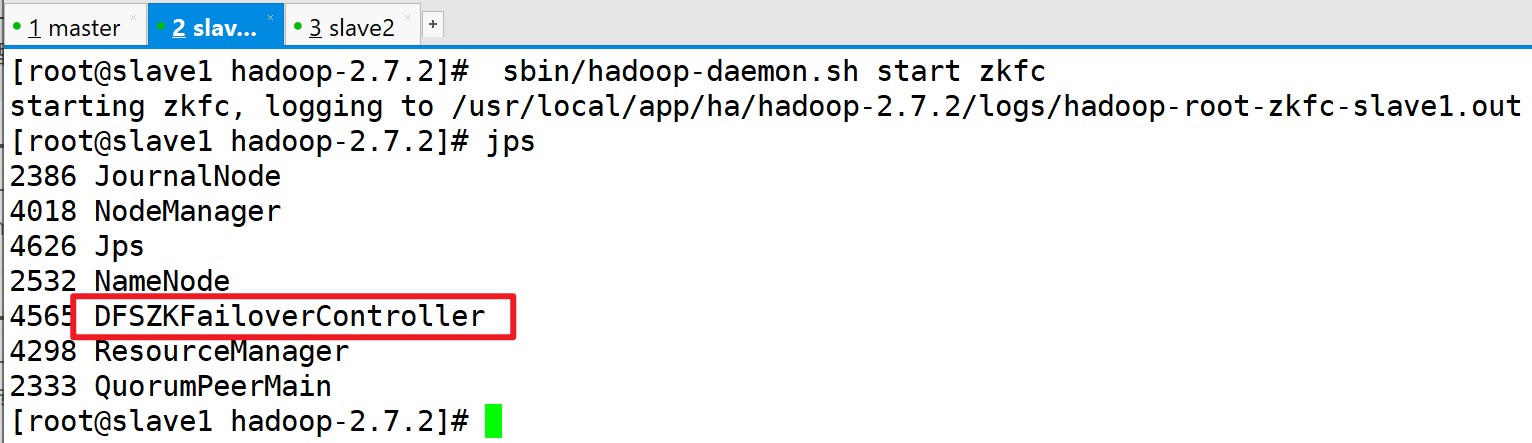 1 master × 2 slav... × 3 slave2 × +
[root@slave1 hadoop-2.7.2]#  sbin/hadoop-daemon.sh start zkfc
starting zkfc, logging to /usr/local/app/ha/hadoop-2.7.2/logs/hadoop-root-zkfc-slave1.out
[root@slave1 hadoop-2.7.2]# jps
2386 JournalNode
4018 NodeManager
4626 Jps
2532 NameNode
4565 DFSZKFailoverController
4298 ResourceManager
2333 QuorumPeerMain
[root@slave1 hadoop-2.7.2]#